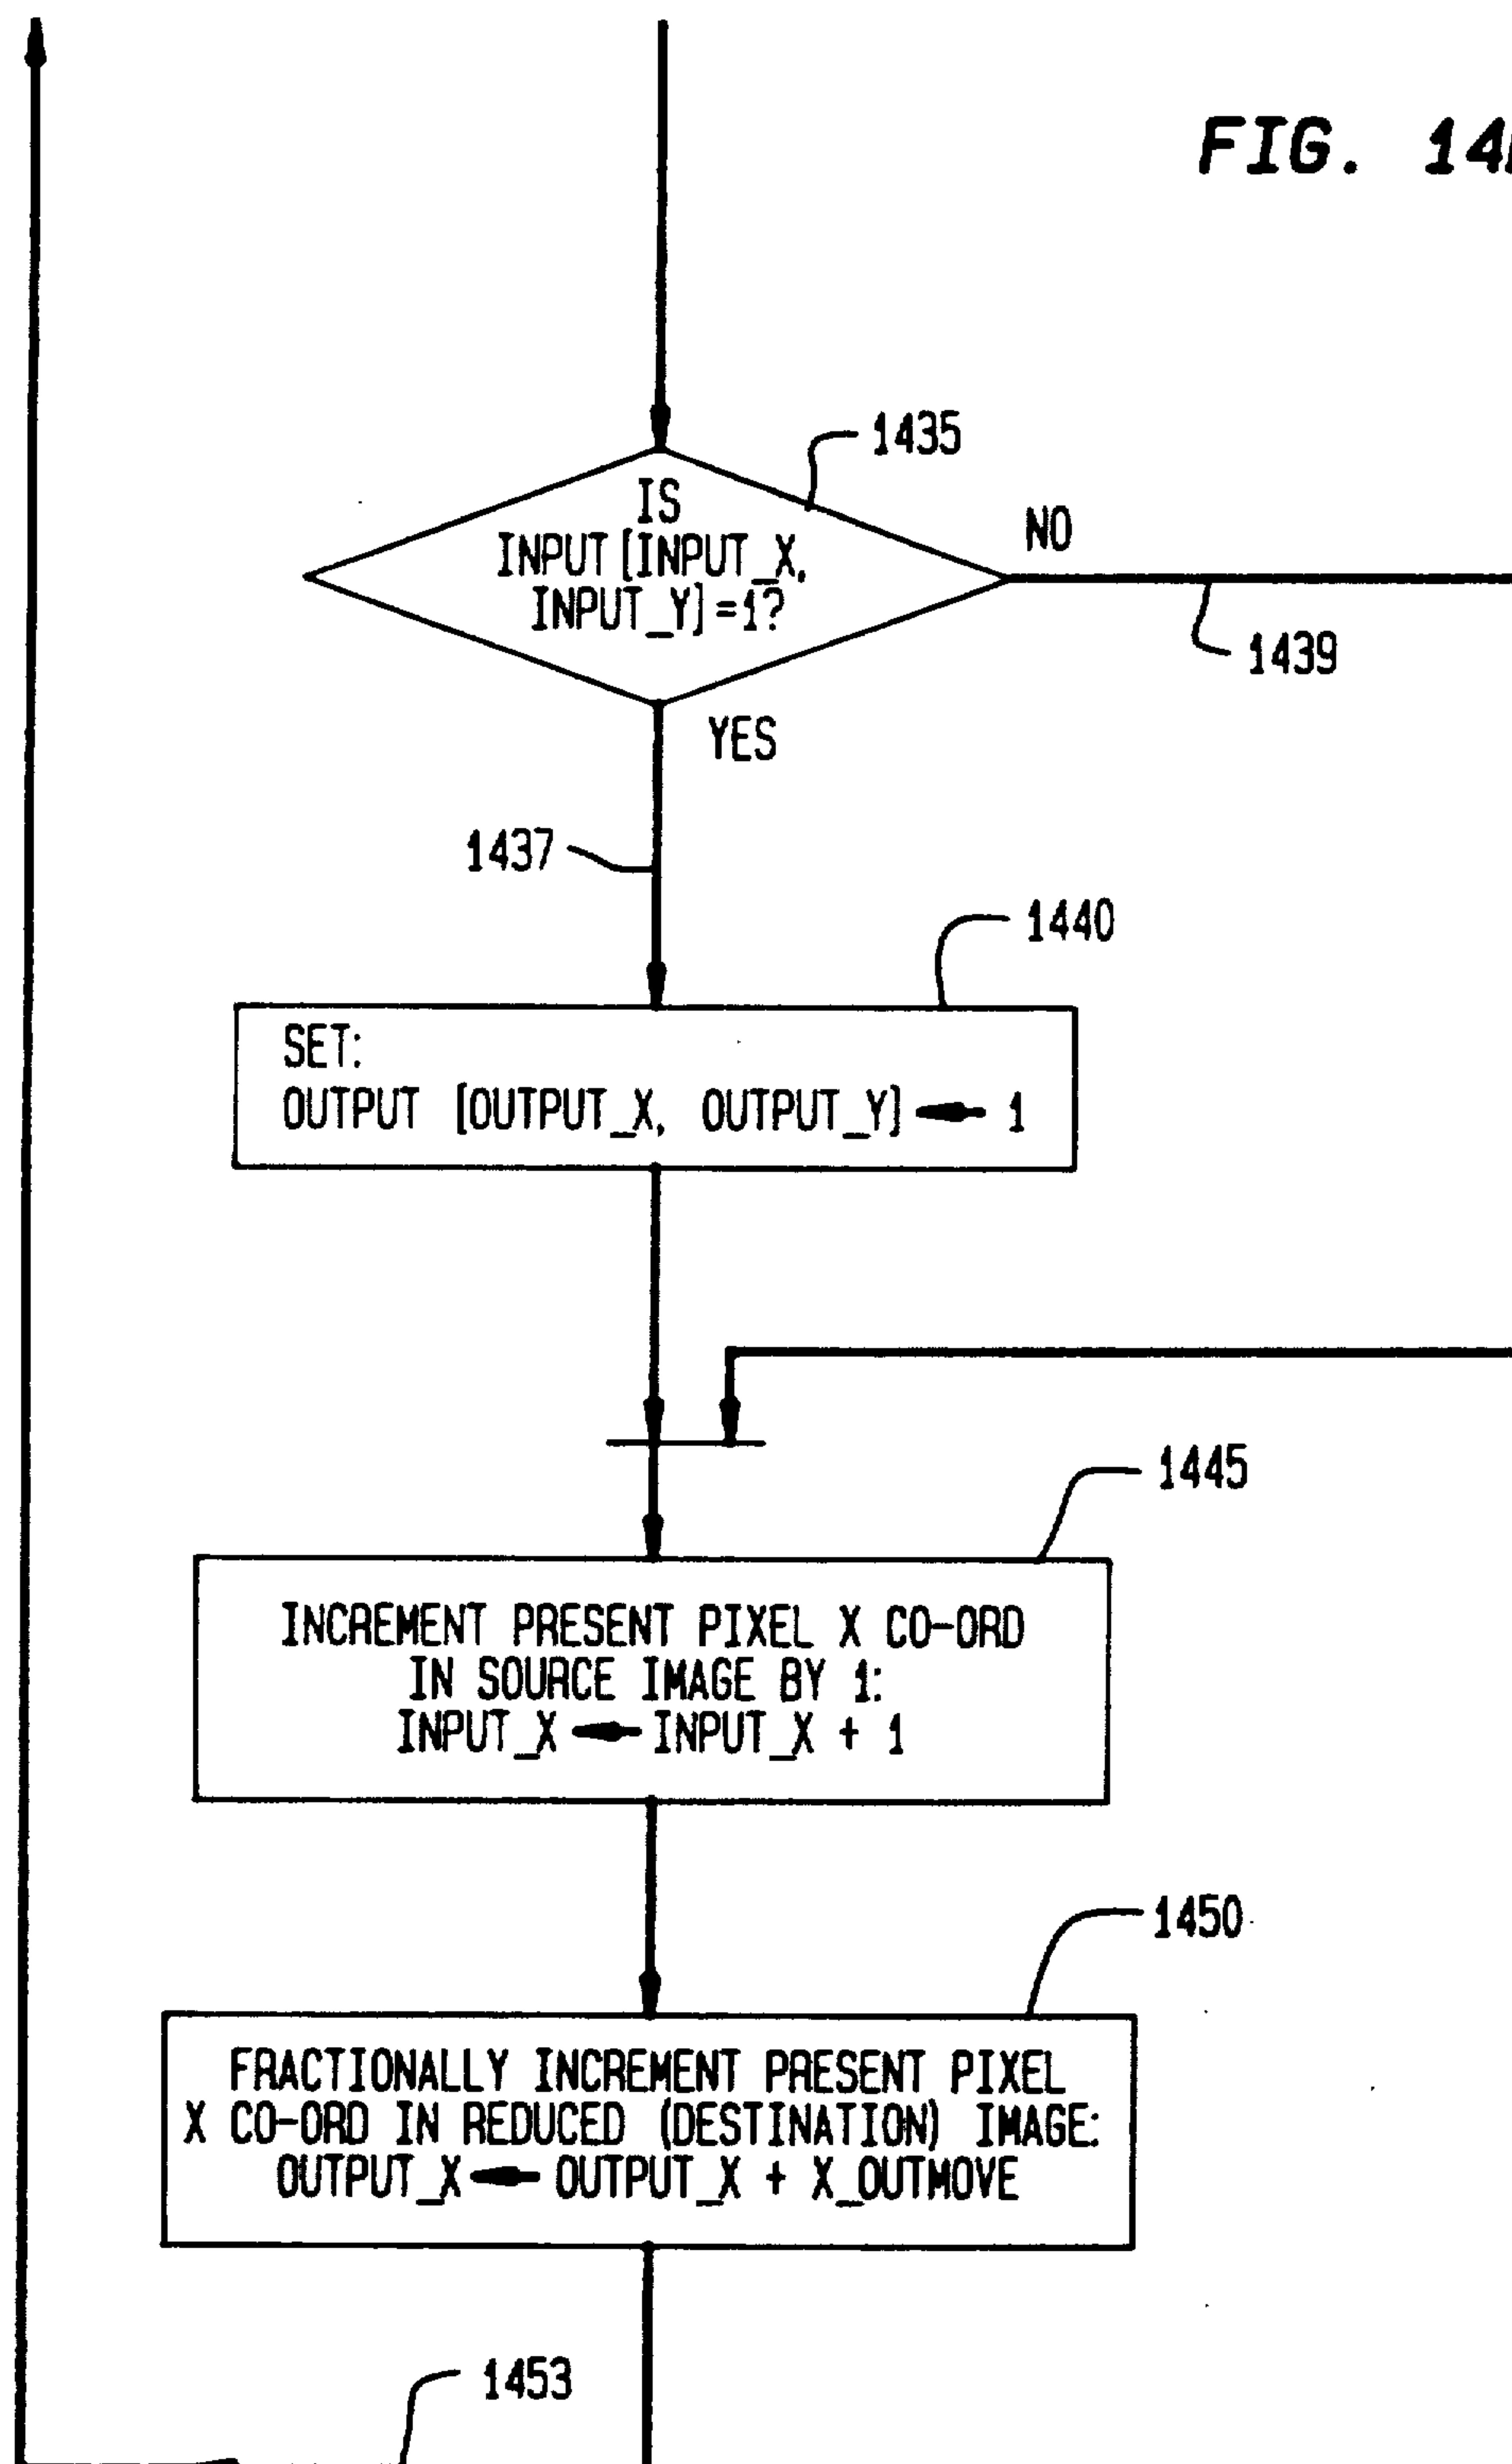 FIG. 14
1435
IS
INPUT [INPUT_X,
INPUT_Y] =1?
NO
1439
YES
1437
1440
SET:
OUTPUT [OUTPUT_X, OUTPUT_Y] ← 1
1445
INCREMENT PRESENT PIXEL X CO-ORD
IN SOURCE IMAGE BY 1:
INPUT_X ← INPUT_X + 1
1450
FRACTIONALLY INCREMENT PRESENT PIXEL
X CO-ORD IN REDUCED (DESTINATION) IMAGE:
OUTPUT_X ← OUTPUT_X + X_OUTMOVE
1453